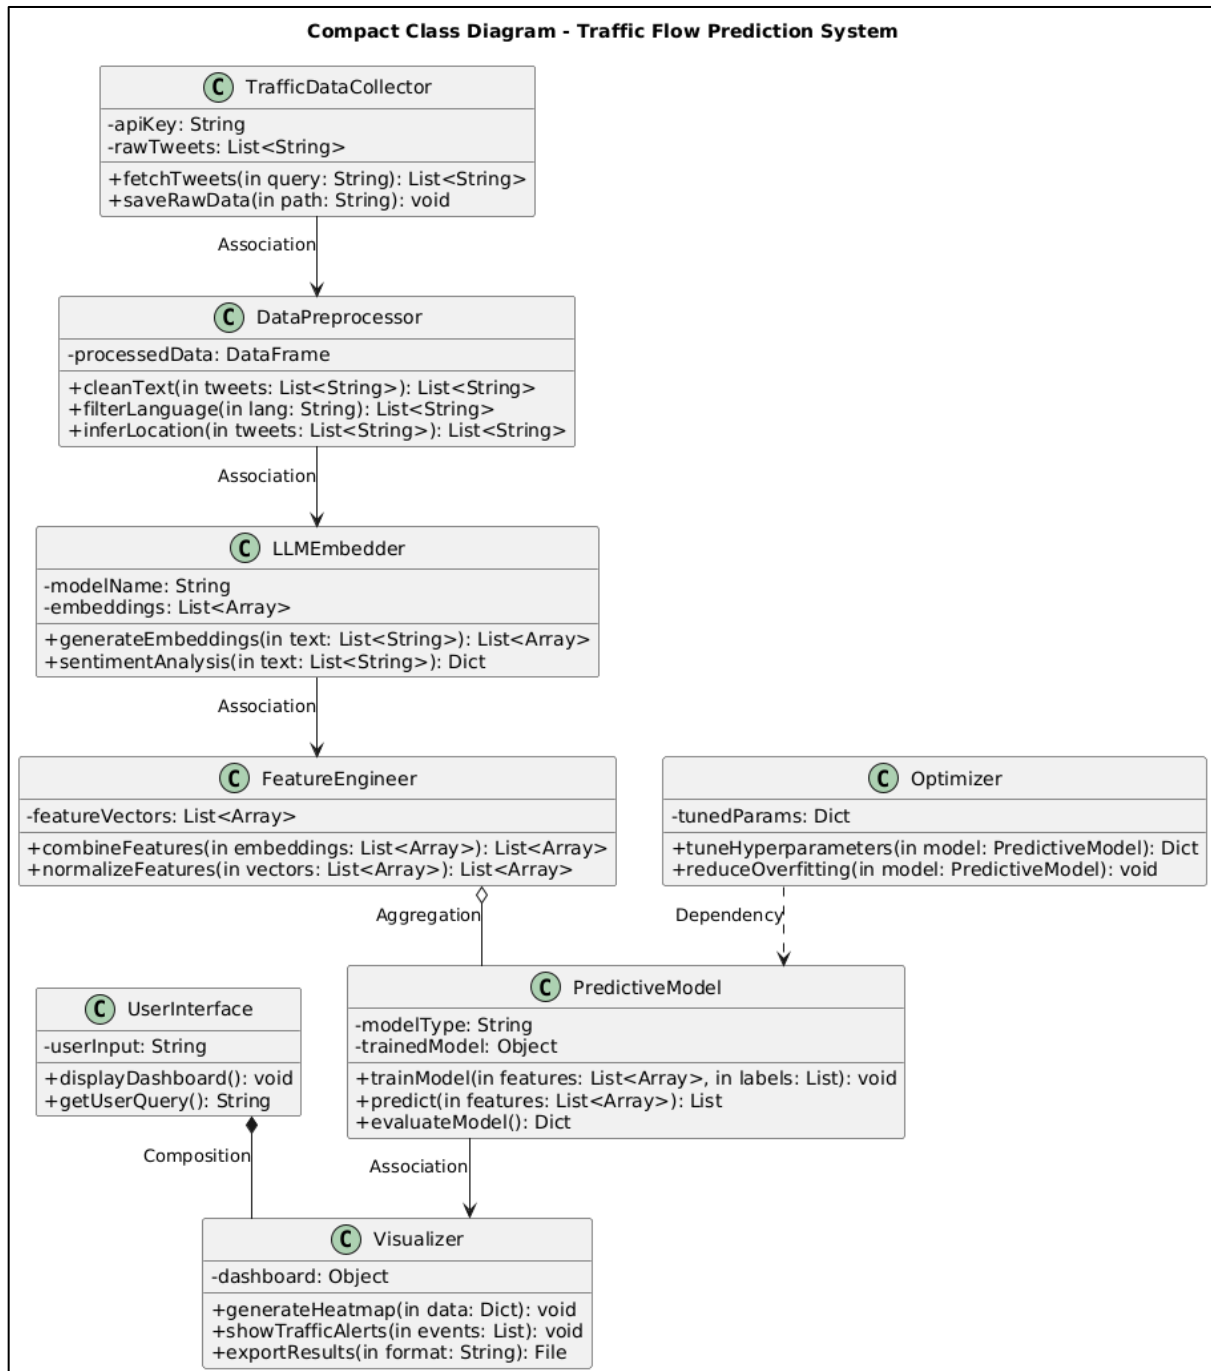 Compact Class Diagram - Traffic Flow Prediction System
C TrafficDataCollector
-apiKey: String
-rawTweets: List<String>
+fetchTweets(in query: String): List<String>
+saveRawData(in path: String): void
Association
C DataPreprocessor
-processedData: DataFrame
+cleanText(in tweets: List<String>): List<String>
+filterLanguage(in lang: String): List<String>
+inferLocation(in tweets: List<String>): List<String>
Association
C LLMEmbedder
-modelName: String
-embeddings: List<Array>
+generateEmbeddings(in text: List<String>): List<Array>
+sentimentAnalysis(in text: List<String>): Dict
Association
C FeatureEngineer
-featureVectors: List<Array>
+combineFeatures(in embeddings: List<Array>): List<Array>
+normalizeFeatures(in vectors: List<Array>): List<Array>
C Optimizer
-tunedParams: Dict
+tuneHyperparameters(in model: PredictiveModel): Dict
+reduceOverfitting(in model: PredictiveModel): void
Aggregation
Dependency
C UserInterface
-userInput: String
+displayDashboard(): void
+getUserQuery(): String
C PredictiveModel
-modelType: String
-trainedModel: Object
+trainModel(in features: List<Array>, in labels: List): void
+predict(in features: List<Array>): List
+evaluateModel(): Dict
Composition
Association
C Visualizer
-dashboard: Object
+generateHeatmap(in data: Dict): void
+showTrafficAlerts(in events: List): void
+exportResults(in format: String): File